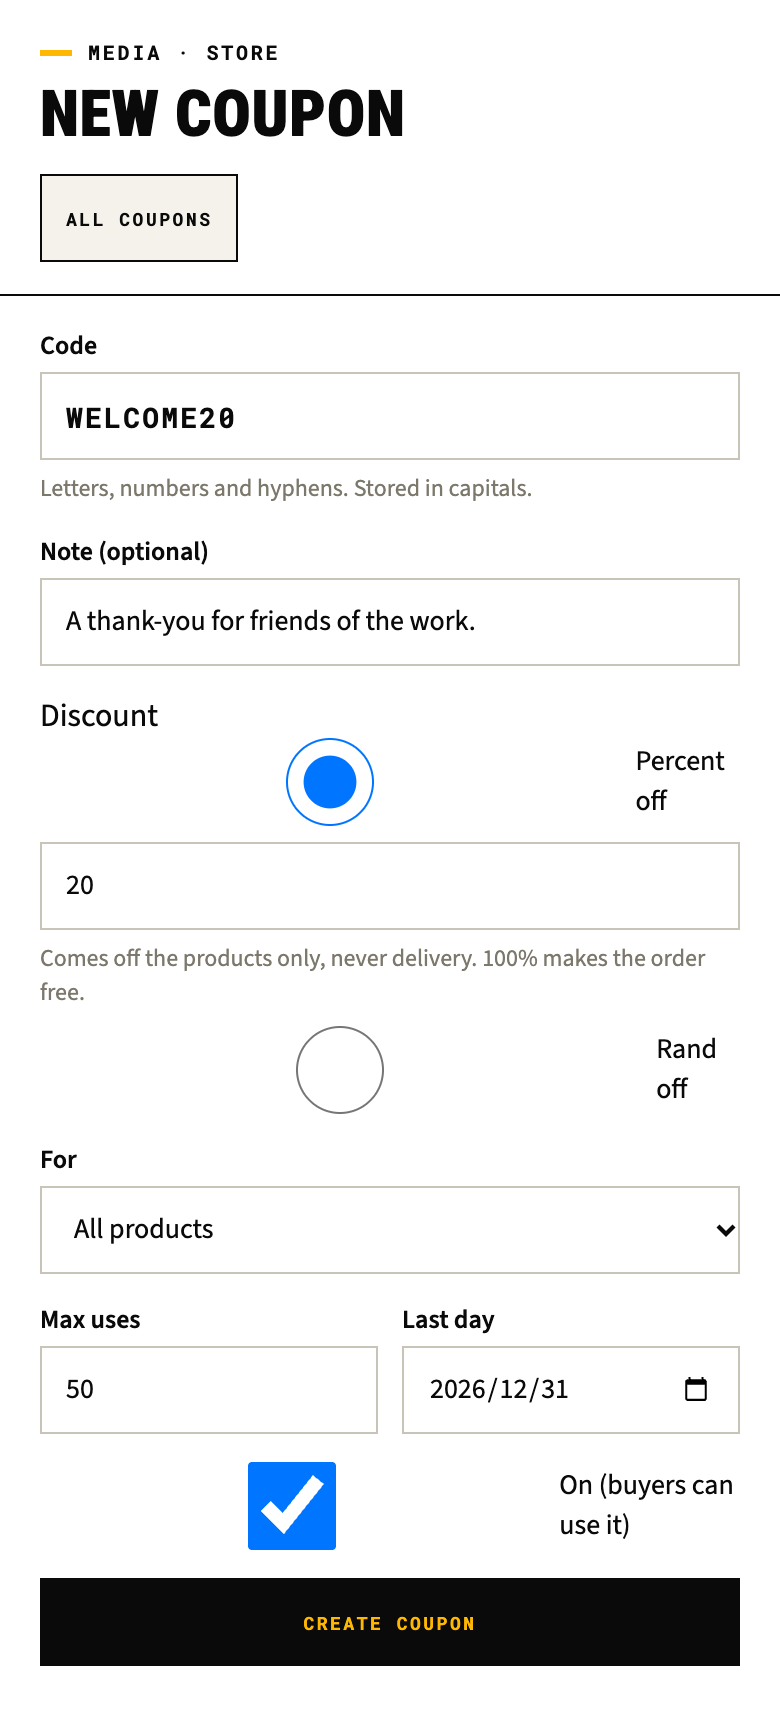 MEDIA · STORE
NEW COUPON
ALL COUPONS
Code
WELCOME20
Letters, numbers and hyphens. Stored in capitals.
Note (optional)
A thank-you for friends of the work.
Discount
Percent
off
20
Comes off the products only, never delivery. 100% makes the order
free.
Rand
off
For
All products
Max uses
Last day
50
2026/12/31
On (buyers can
use it)
CREATE COUPON